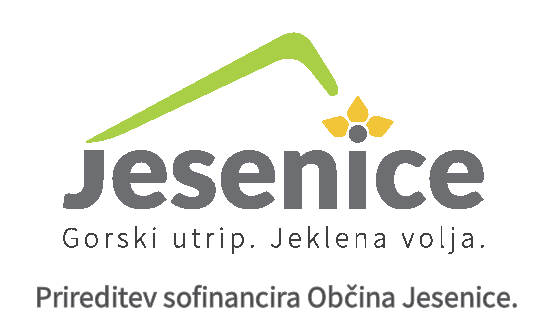 Jesenice
Gorski utrip. Jeklena volja.
Prireditev sofinancira Občina Jesenice.